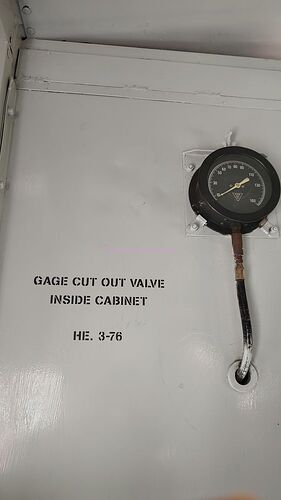 GAGE CUT OUT VALVE
INSIDE CABINET
HE. 3-76